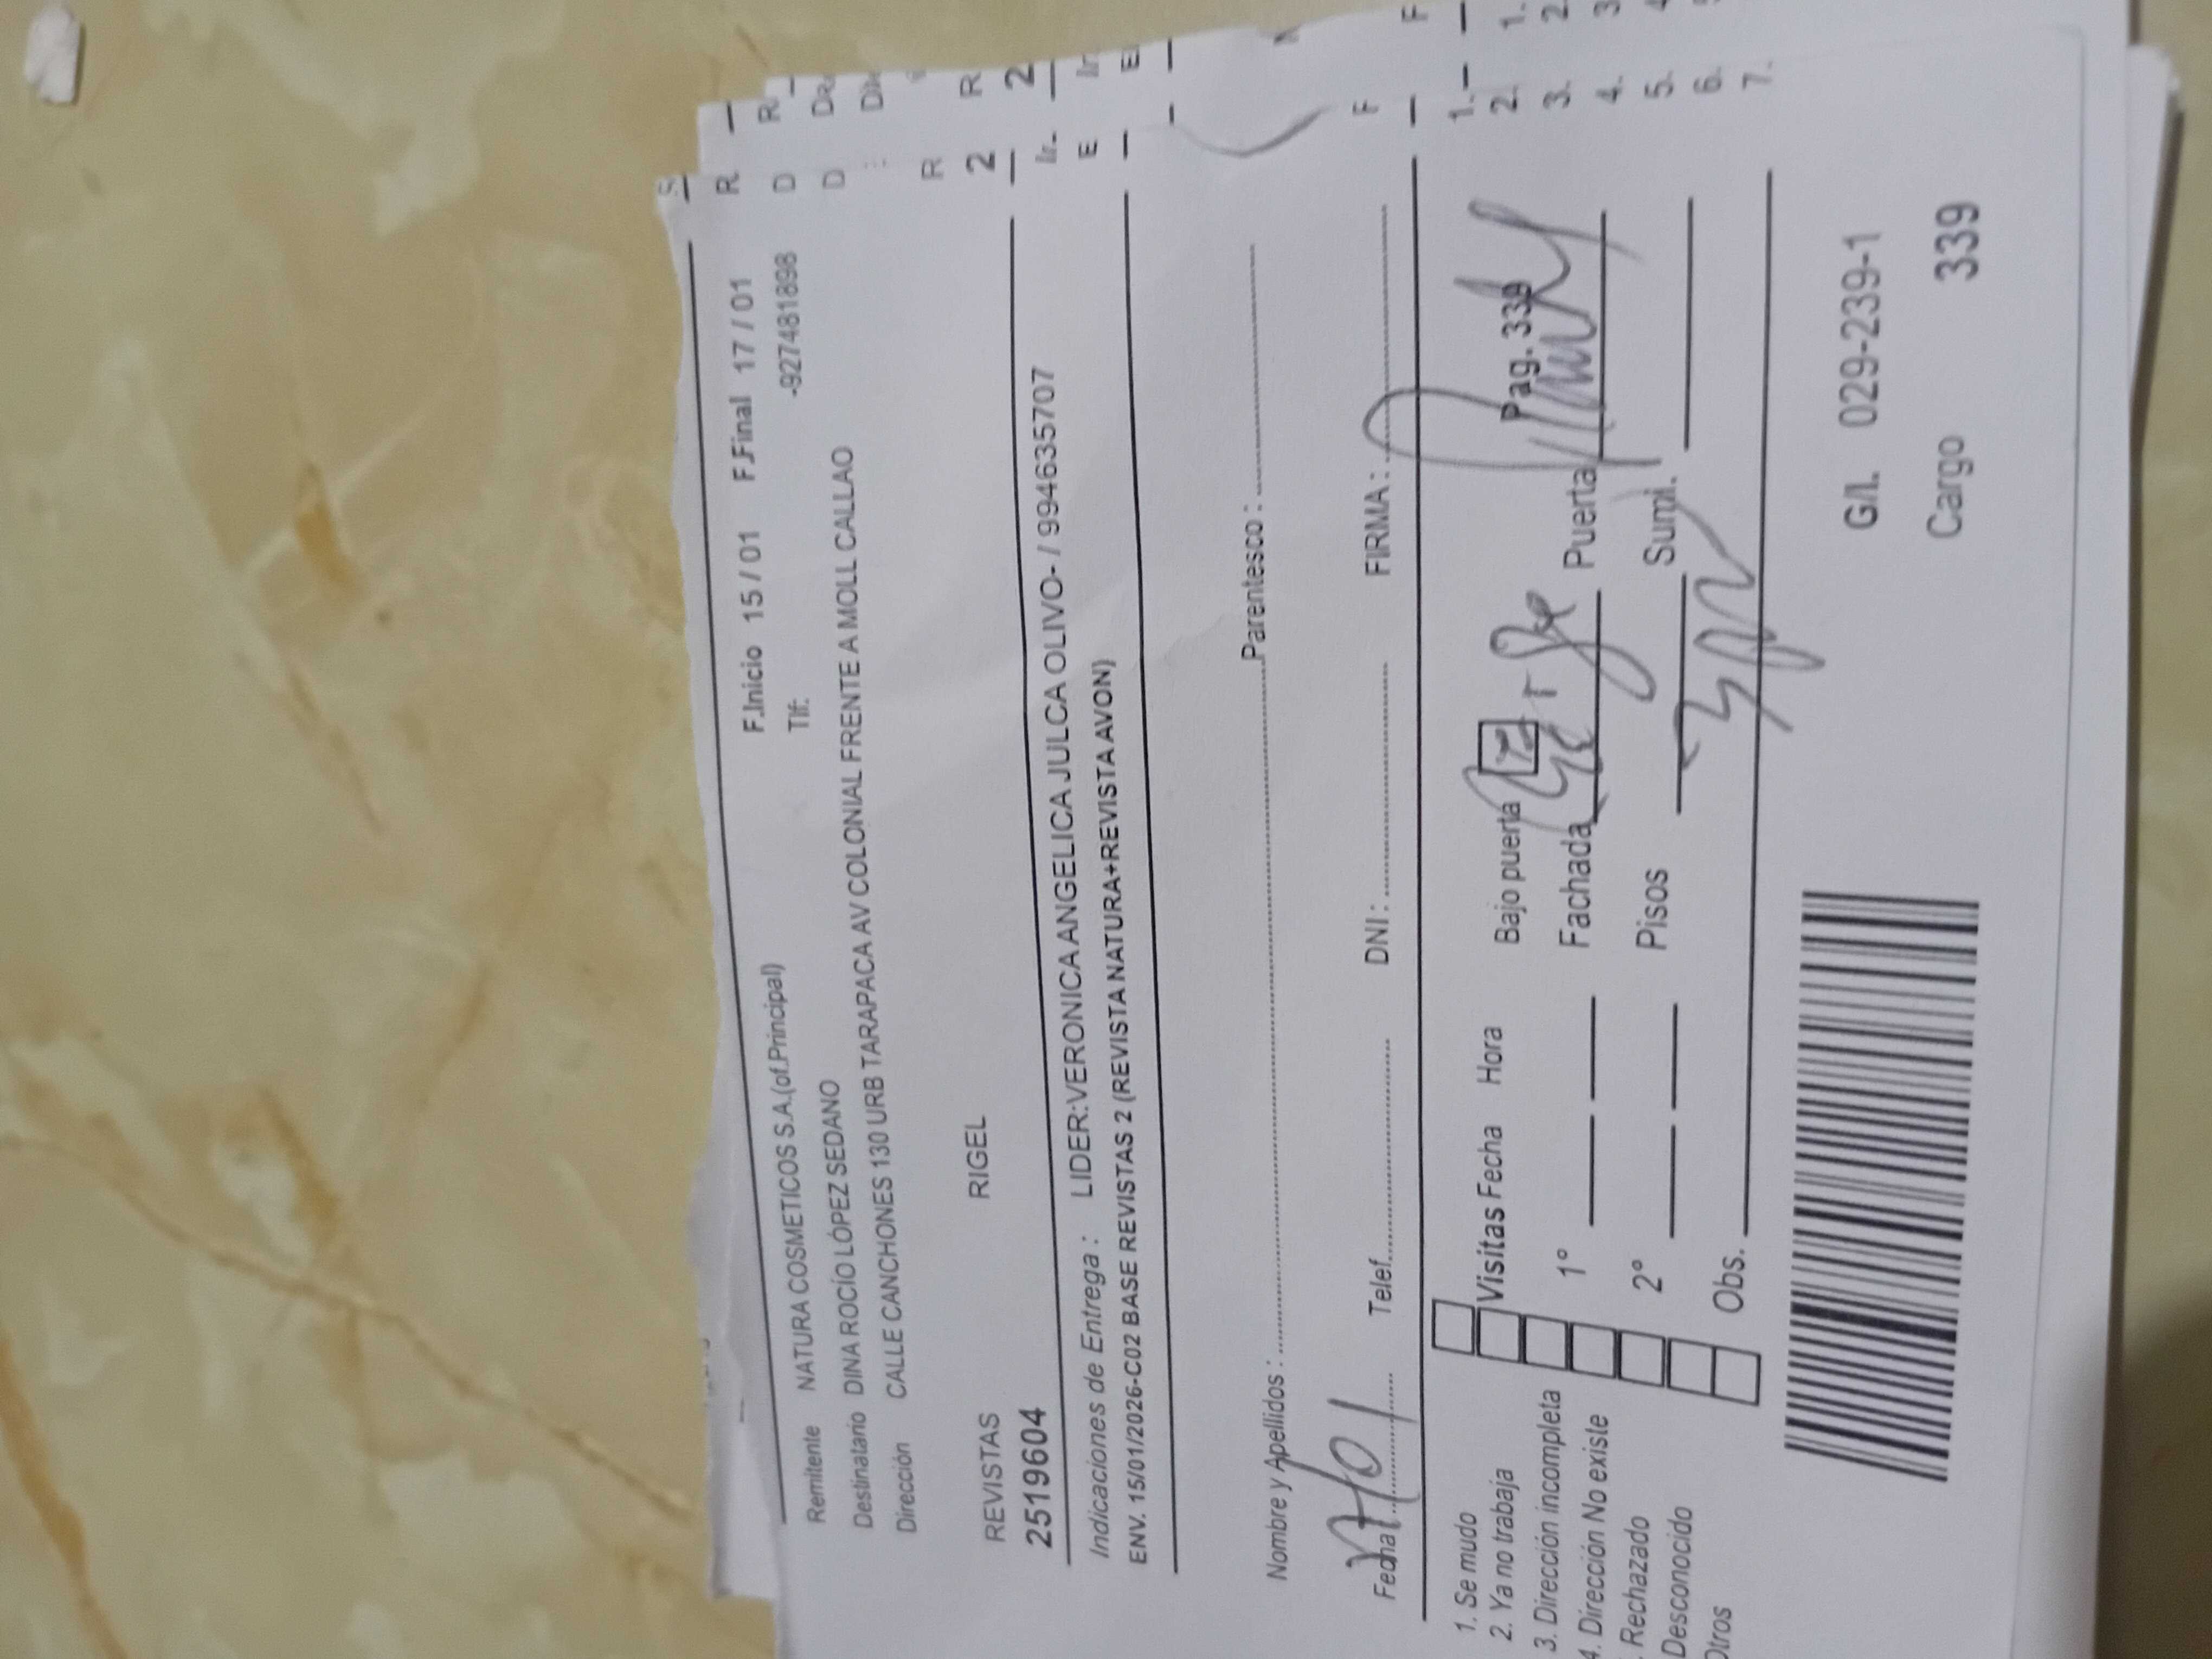 F.Inicio 15 / 01 F.Final 17 / 01
Remitente NATURA COSMETICOS S.A.(of.Principal) Tlf: -927481898
Destinatario DINA ROCÍO LÓPEZ SEDANO
Dirección CALLE CANCHONES 130 URB TARAPACA AV COLONIAL FRENTE A MOLL CALLAO
REVISTAS RIGEL
2519604
Indicaciones de Entrega : LIDER:VERONICA ANGELICA JULCA OLIVO- / 994635707
ENV. 15/01/2026-C02 BASE REVISTAS 2 (REVISTA NATURA+REVISTA AVON)
Nombre y Apellidos : Parentesco :
Fecha Telef. DNI : FIRMA :
1. Se mudo
2. Ya no trabaja
3. Dirección incompleta
4. Dirección No existe
. Rechazado
Desconocido
Otros
Visitas Fecha Hora Bajo puerta Pag. 339
1° Fachada Puerta
2° Pisos Sumi.
Obs.
G/I. 029-239-1
Cargo 339